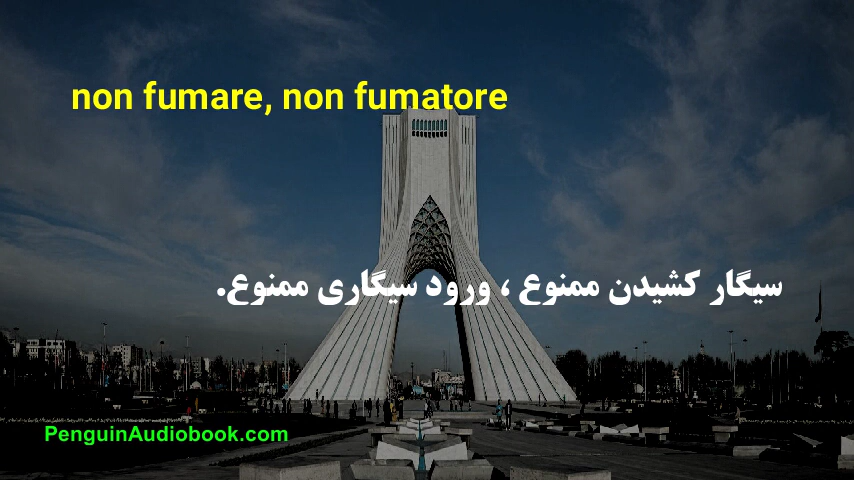 non fumare, non fumatore
سیگار کشیدن ممنوع ، ورود سیگاری ممنوع.
PenguinAudiobook.com